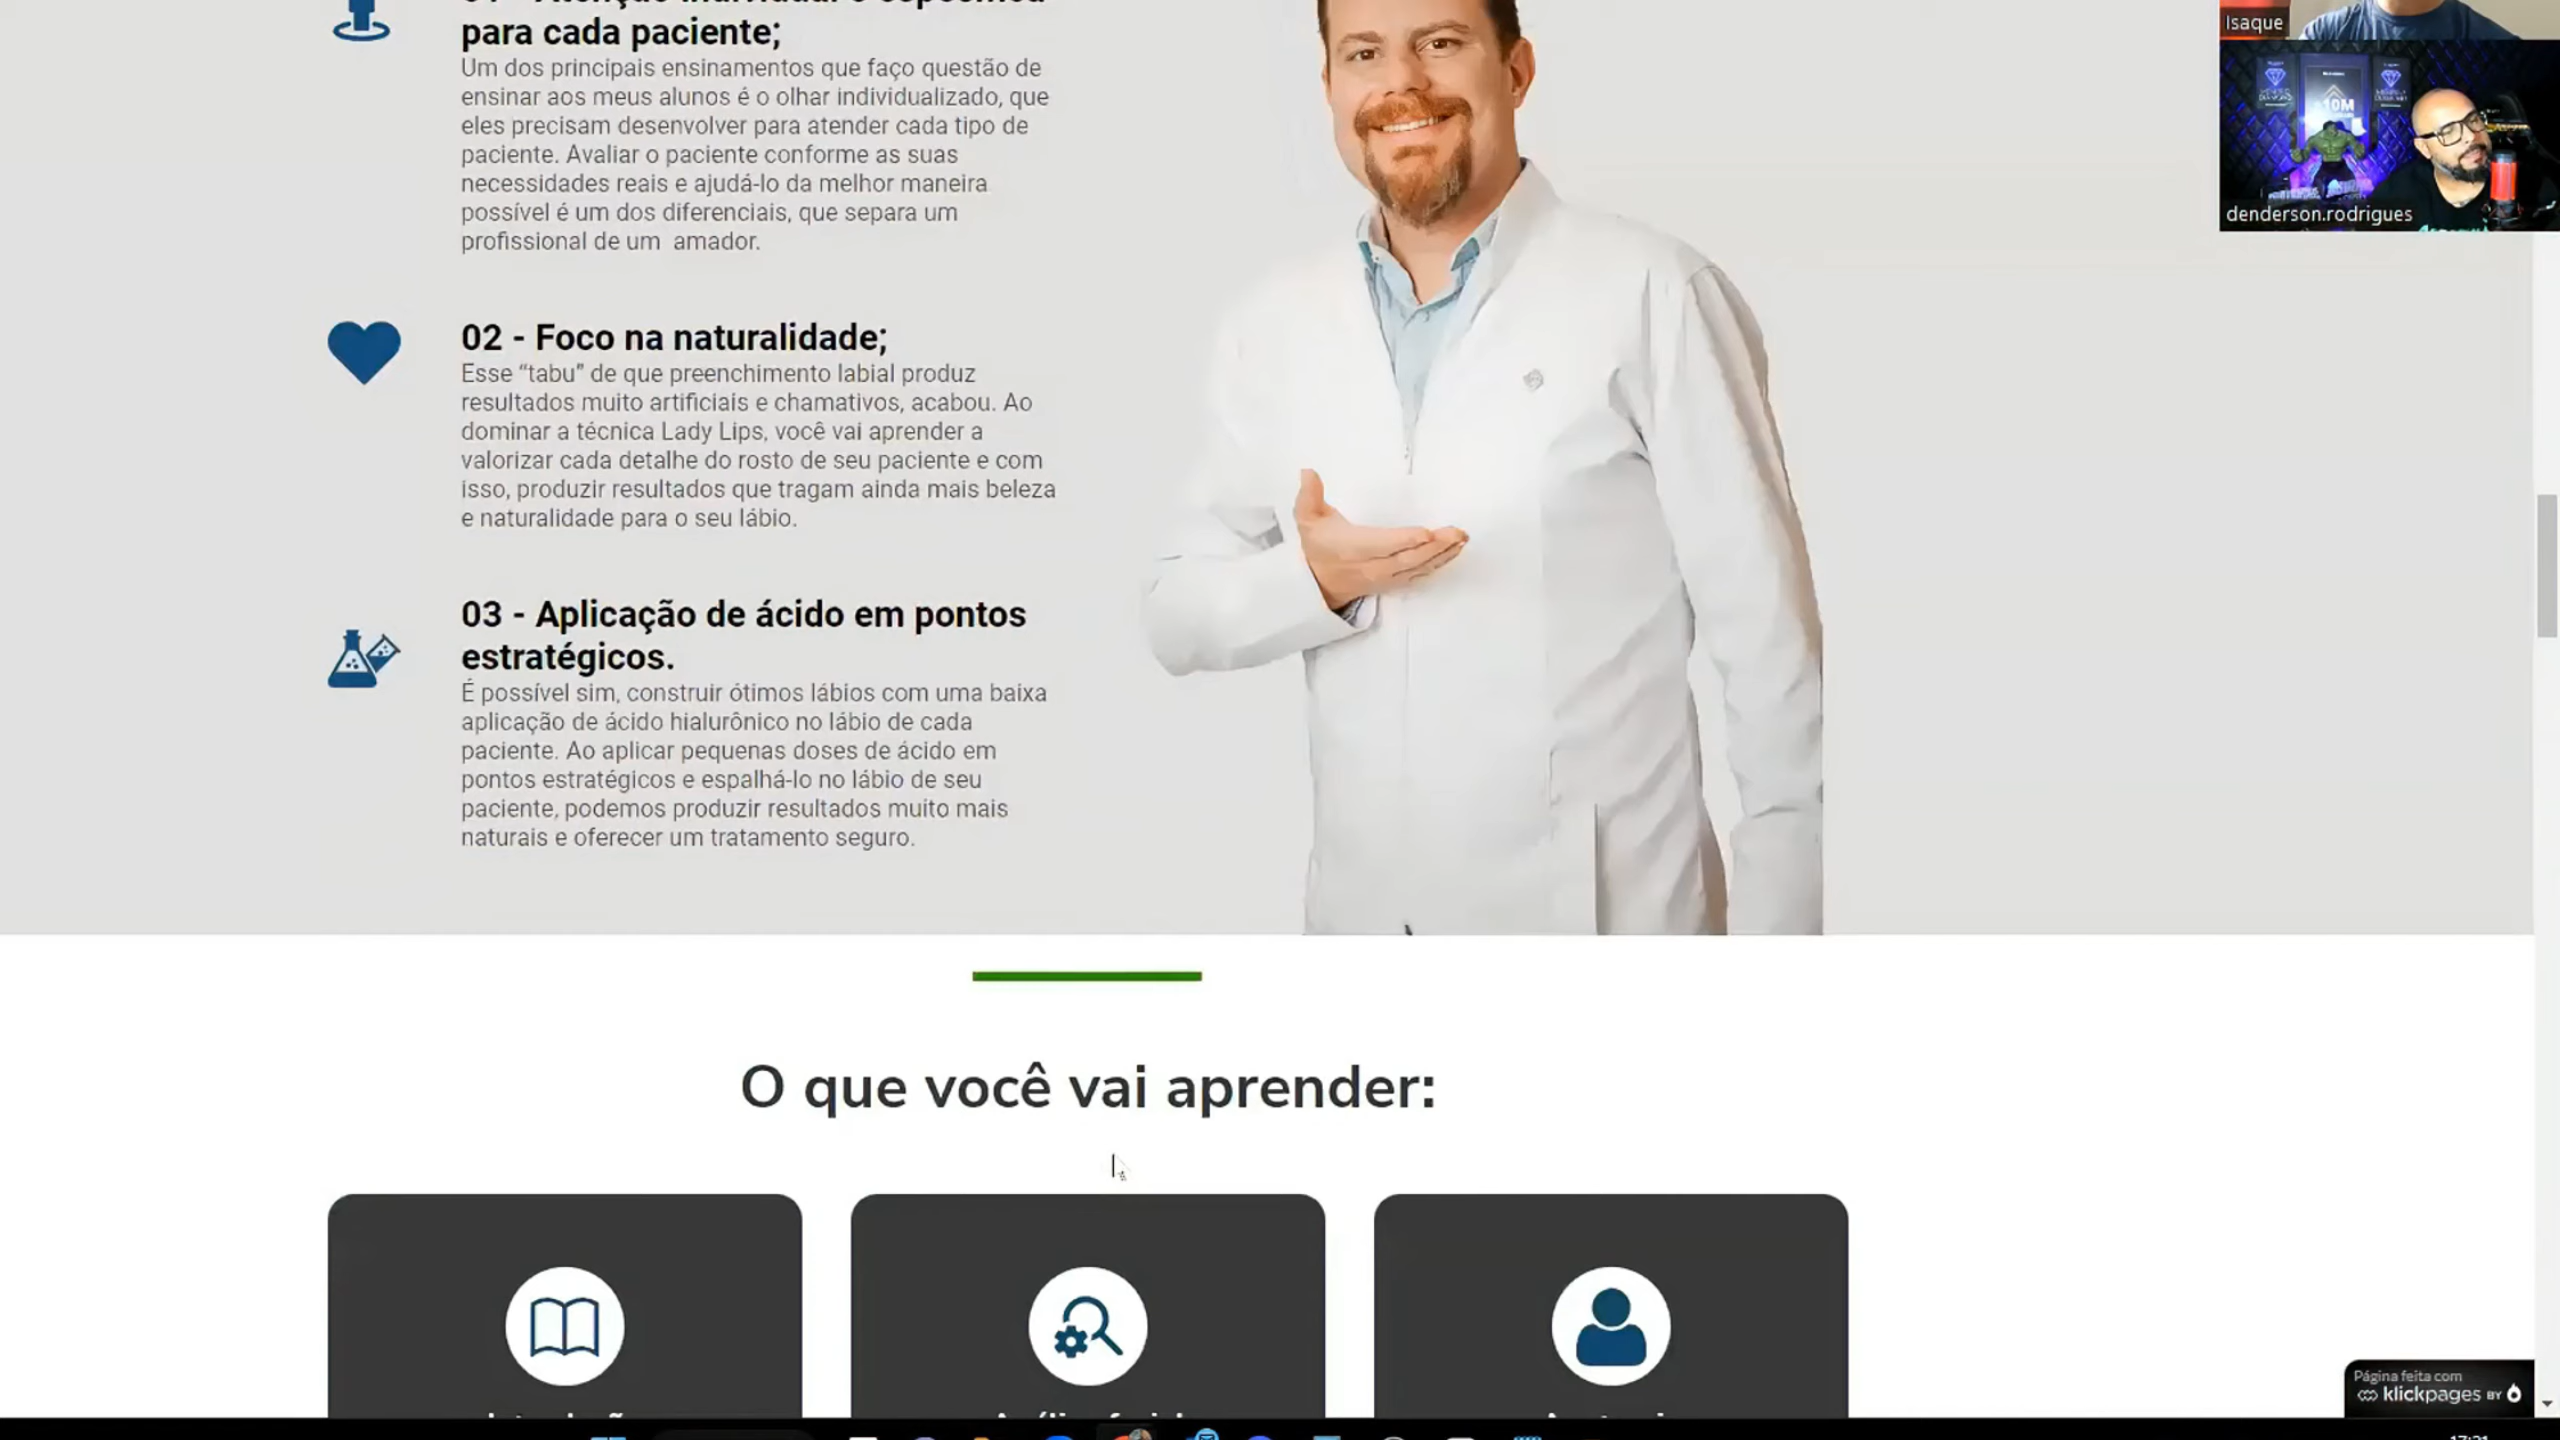 01 - Atenção individual e específica
para cada paciente;
Um dos principais ensinamentos que faço questão de
ensinar aos meus alunos é o olhar individualizado, que
eles precisam desenvolver para atender cada tipo de
paciente. Avaliar o paciente conforme as suas
necessidades reais e ajudá-lo da melhor maneira
possível é um dos diferenciais, que separa um
profissional de um amador.
02 - Foco na naturalidade;
Esse “tabu” de que preenchimento labial produz
resultados muito artificiais e chamativos, acabou. Ao
dominar a técnica Lady Lips, você vai aprender a
valorizar cada detalhe do rosto de seu paciente e com
isso, produzir resultados que tragam ainda mais beleza
e naturalidade para o seu lábio.
03 - Aplicação de ácido em pontos
estratégicos.
É possível sim, construir ótimos lábios com uma baixa
aplicação de ácido hialurônico no lábio de cada
paciente. Ao aplicar pequenas doses de ácido em
pontos estratégicos e espalhá-lo no lábio de seu
paciente, podemos produzir resultados muito mais
naturais e oferecer um tratamento seguro.
Isaque
10M
denderson.rodrigues
O que você vai aprender:
Página feita com
klickpages BY